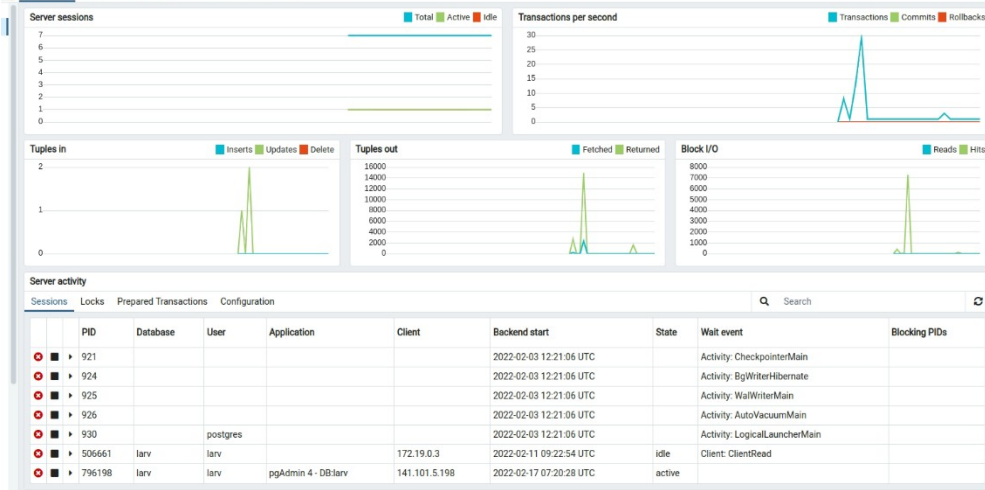 Server sessions
Total Active Idle
7
6
5
4
3
2
1
0
Transactions per second
Transactions Commits Rollbacks
30
25
20
15
10
5
0
Tuples in
Inserts Updates Delete
2
1
0
Tuples out
Fetched Returned
16000
14000
12000
10000
8000
6000
4000
2000
0
Block I/O
Reads Hits
8000
7000
6000
5000
4000
3000
2000
1000
0
Server activity
Sessions Locks Prepared Transactions Configuration Search
PID Database User Application Client Backend start State Wait event Blocking PIDs
921 2022-02-03 12:21:06 UTC Activity: CheckpointerMain
924 2022-02-03 12:21:06 UTC Activity: BgWriterHibernate
925 2022-02-03 12:21:06 UTC Activity: WalWriterMain
926 2022-02-03 12:21:06 UTC Activity: AutoVacuumMain
930 postgres 2022-02-03 12:21:06 UTC Activity: LogicalLauncherMain
506661 larv larv 172.19.0.3 2022-02-11 09:22:54 UTC idle Client: ClientRead
796198 larv larv pgAdmin 4 - DB:larv 141.101.5.198 2022-02-17 07:20:28 UTC active